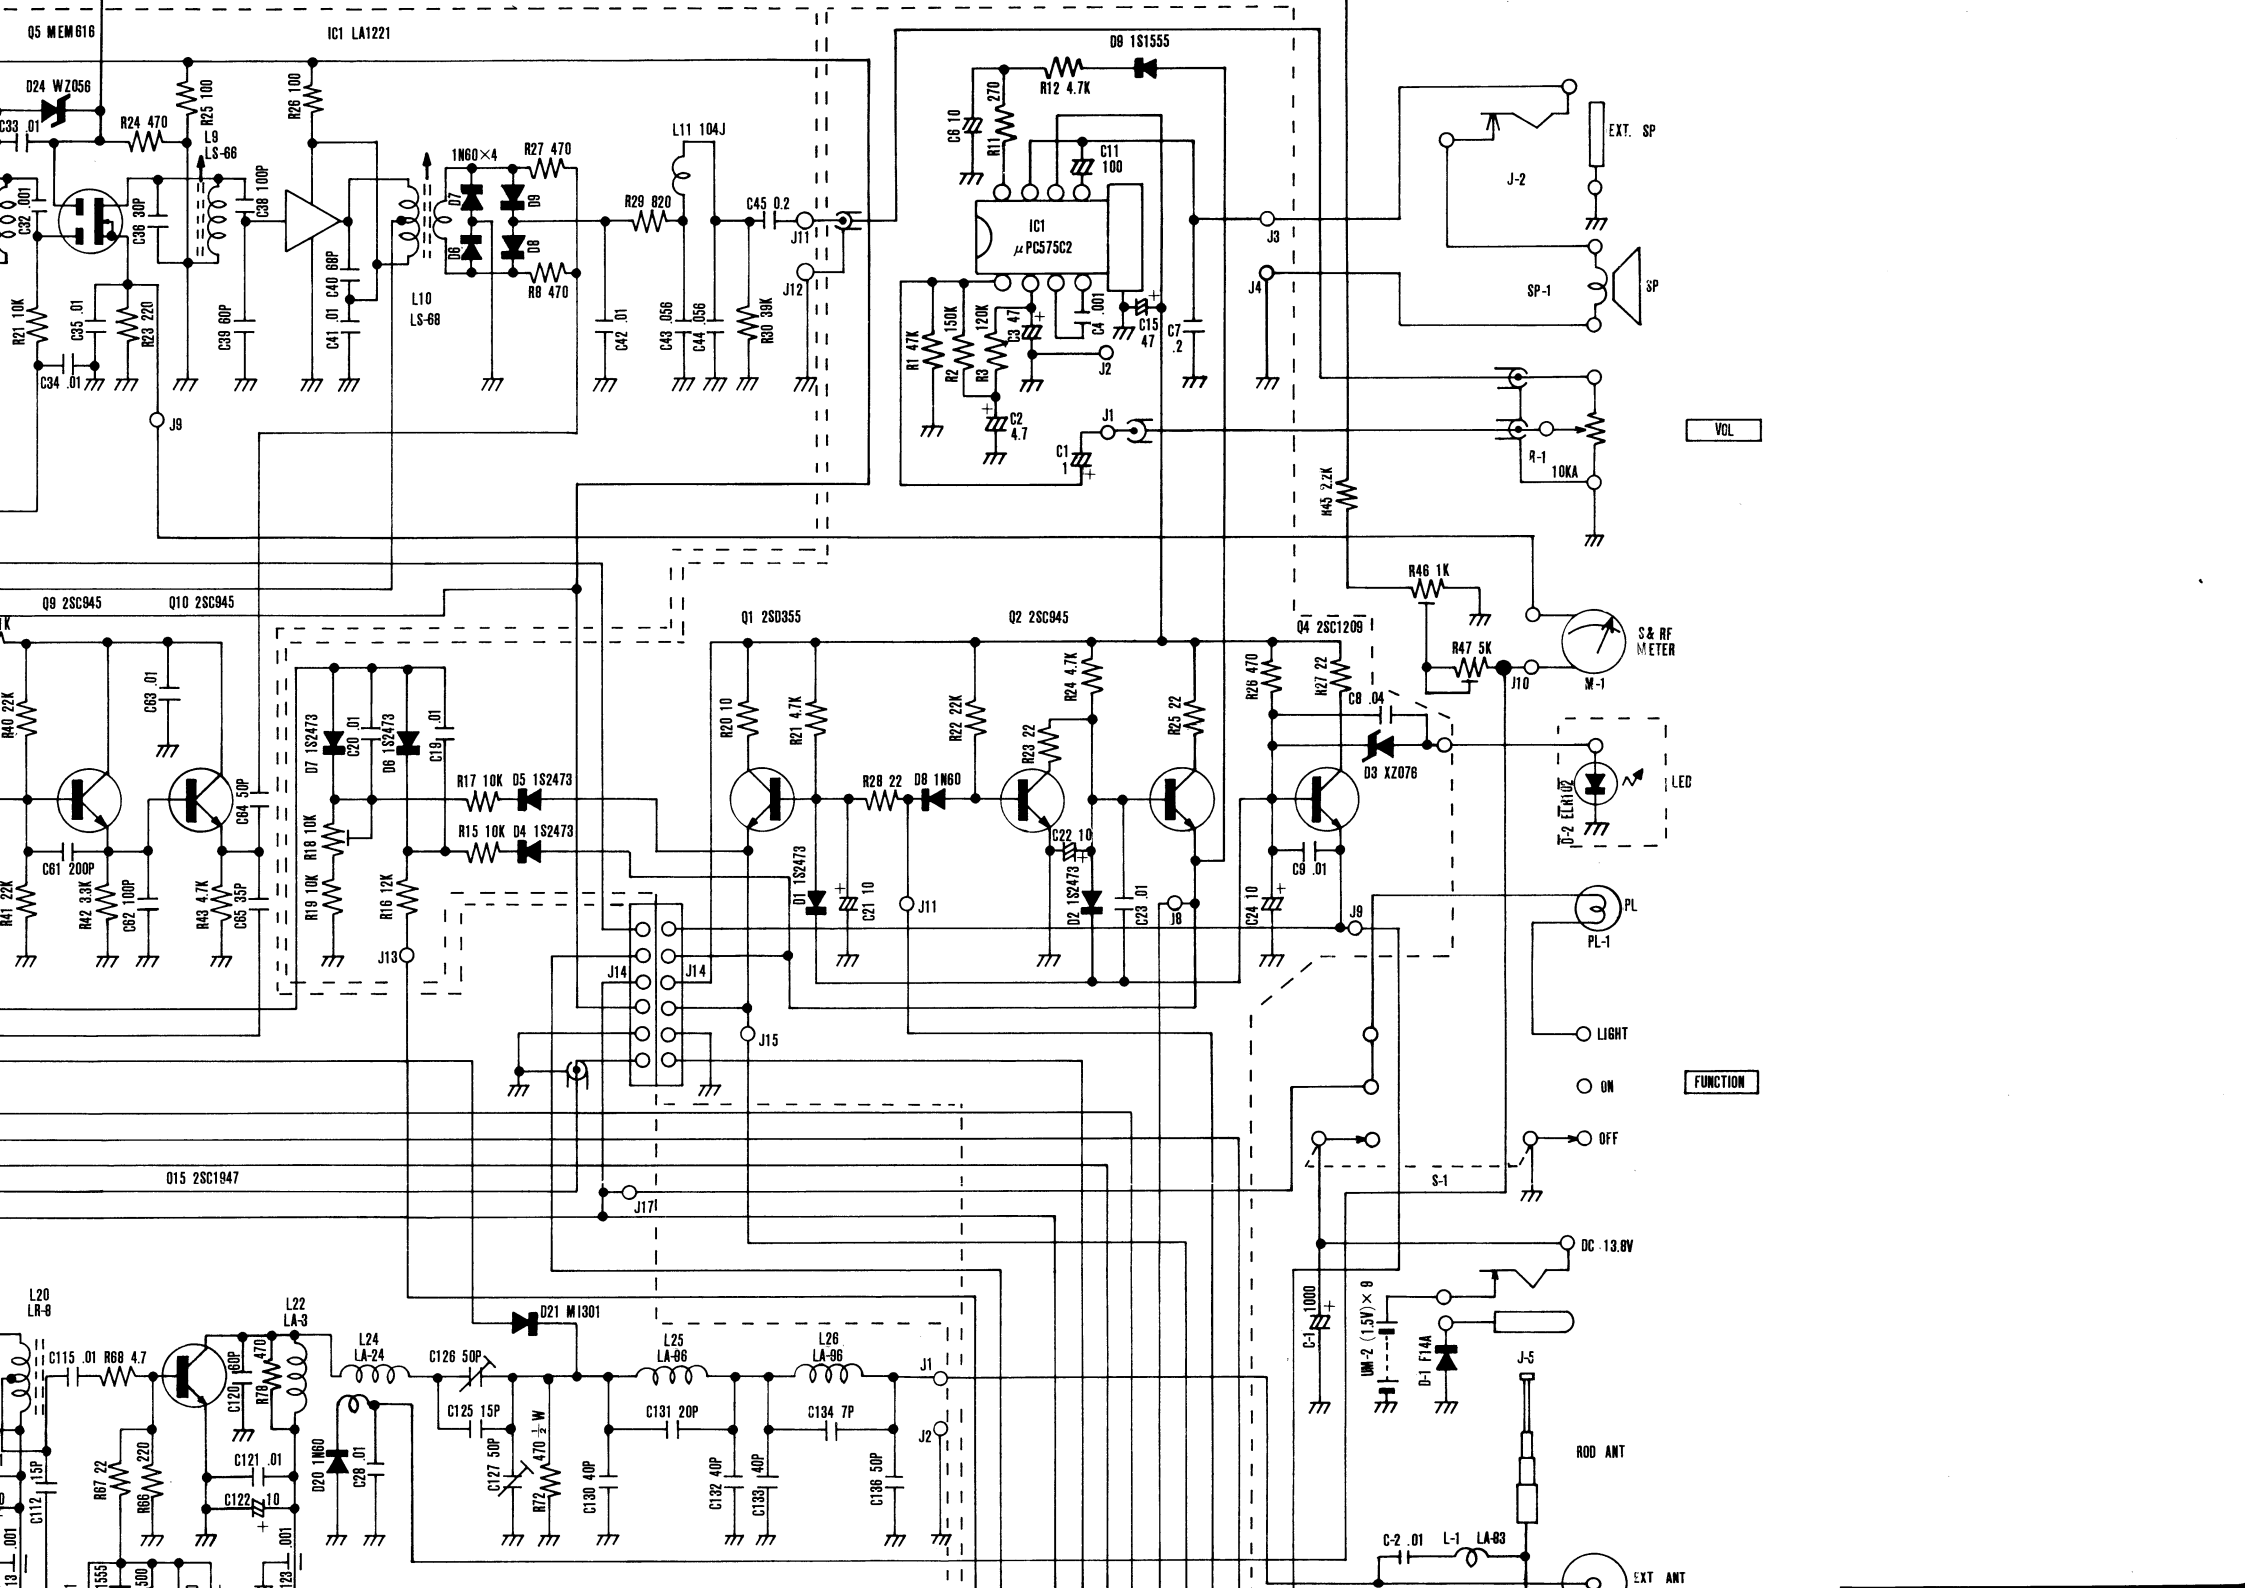 Q5 MEM616
IC1 LA1221
D9 1S1555
D24 WZ056
C33 .01
R24 470
R25 100
L9
LS-66
R26 100
1N60×4
R27 470
L11 104J
C6 10
270
R11
R12 4.7K
C11
100
EXT. SP
J-2
C32 .001
C36 30P
C38 100P
D7
D9
D6
D8
R29 820
C45 0.2
J11
IC1
μPC575C2
J3
R21 10K
C35 .01
R23 220
C34 .01
C39 60P
C40 68P
C41 .01
L10
LS-68
R8 470
C42 .01
C43 .056
C44 .056
R30 39K
J12
R1 47K
150K
R2
120K
R3
C3 47
C4 .001
C15
47
C7
.2
J2
J4
SP-1
SP
J9
C2
4.7
J1
C1
1
R-1
10KA
VOL
R45 2.2K
R46 1K
Q9 2SC945
Q10 2SC945
Q1 2SD355
Q2 2SC945
Q4 2SC1209
R47 5K
J10
S & RF
METER
M-1
R40 22K
C63 .01
D7 1S2473
C20 .01
D6 1S2473
C19 .01
R20 10
R21 4.7K
R22 22K
R23 22
R24 4.7K
R25 22
R26 470
R27 22
C8 .04
D3 XZ076
LED
D-2 ELR102
C64 50P
R17 10K
D5 1S2473
R28 22
D8 1N60
R18 10K
R15 10K
D4 1S2473
C22 10
C9 .01
C61 200P
R41 22K
R42 3.3K
C62 100P
R43 4.7K
C65 35P
R19 10K
R16 12K
D1 1S2473
C21 10
J11
D2 1S2473
C23 .01
J8
C24 10
J9
PL
PL-1
J13
J14
J14
J15
LIGHT
ON
FUNCTION
OFF
S-1
Q15 2SC1947
J17
DC 13.8V
L20
LR-8
L22
LA-3
D21 MI301
C-1 1000
UM-2 (1.5V)×9
D-1 F14A
J-5
C115 .01
R68 4.7
C120 60P
470
R78
L24
LA-24
C126 50P
L25
LA-96
L26
LA-96
J1
C125 15P
C131 20P
C134 7P
J2
15P
C112
R67 22
R66 220
C121 .01
C122 10
D20 1N60
C28 .01
C127 50P
R72 470 ½W
C130 40P
C132 40P
C133 40P
C136 50P
ROD ANT
.001
.001
C-2 .01
L-1
LA-83
EXT ANT